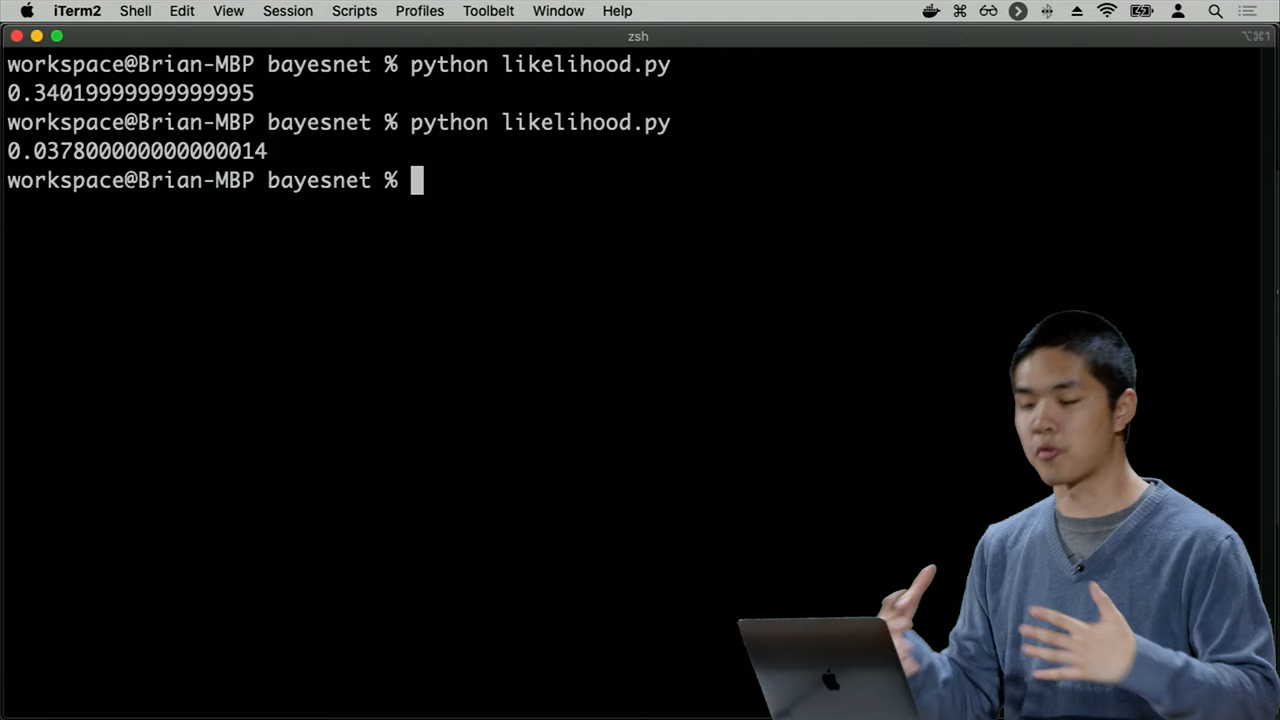 iTerm2 Shell Edit View Session Scripts Profiles Toolbelt Window Help
zsh
⌥⌘1
workspace@Brian-MBP bayesnet % python likelihood.py
0.34019999999999995
workspace@Brian-MBP bayesnet % python likelihood.py
0.037800000000000014
workspace@Brian-MBP bayesnet %